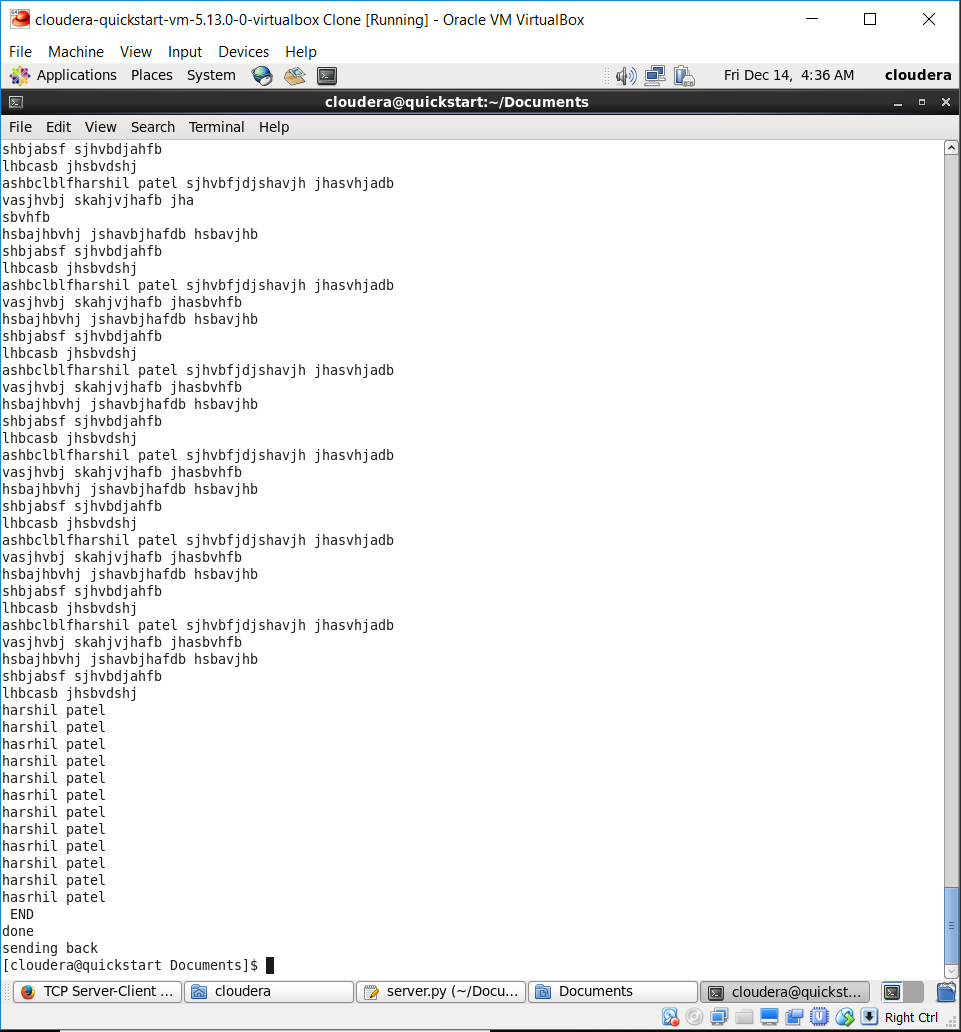 cloudera-quickstart-vm-5.13.0-0-virtualbox Clone [Running] - Oracle VM VirtualBox
File Machine View Input Devices Help
Applications Places System Fri Dec 14, 4:36 AM cloudera
cloudera@quickstart:~/Documents
File Edit View Search Terminal Help
shbjabsf sjhvbdjahfb
lhbcasb jhsbvdshj
ashbclblfharshil patel sjhvbfjdjshavjh jhasvhjadb
vasjhvbj skahjvjhafb jha
sbvhfb
hsbajhbvhj jshavbjhafdb hsbavjhb
shbjabsf sjhvbdjahfb
lhbcasb jhsbvdshj
ashbclblfharshil patel sjhvbfjdjshavjh jhasvhjadb
vasjhvbj skahjvjhafb jhasbvhfb
hsbajhbvhj jshavbjhafdb hsbavjhb
shbjabsf sjhvbdjahfb
lhbcasb jhsbvdshj
ashbclblfharshil patel sjhvbfjdjshavjh jhasvhjadb
vasjhvbj skahjvjhafb jhasbvhfb
hsbajhbvhj jshavbjhafdb hsbavjhb
shbjabsf sjhvbdjahfb
lhbcasb jhsbvdshj
ashbclblfharshil patel sjhvbfjdjshavjh jhasvhjadb
vasjhvbj skahjvjhafb jhasbvhfb
hsbajhbvhj jshavbjhafdb hsbavjhb
shbjabsf sjhvbdjahfb
lhbcasb jhsbvdshj
ashbclblfharshil patel sjhvbfjdjshavjh jhasvhjadb
vasjhvbj skahjvjhafb jhasbvhfb
hsbajhbvhj jshavbjhafdb hsbavjhb
shbjabsf sjhvbdjahfb
lhbcasb jhsbvdshj
ashbclblfharshil patel sjhvbfjdjshavjh jhasvhjadb
vasjhvbj skahjvjhafb jhasbvhfb
hsbajhbvhj jshavbjhafdb hsbavjhb
shbjabsf sjhvbdjahfb
lhbcasb jhsbvdshj
harshil patel
harshil patel
hasrhil patel
harshil patel
harshil patel
hasrhil patel
harshil patel
harshil patel
hasrhil patel
harshil patel
harshil patel
hasrhil patel
 END
done
sending back
[cloudera@quickstart Documents]$
TCP Server-Client ... cloudera server.py (~/Docu... Documents cloudera@quickst...
Right Ctrl